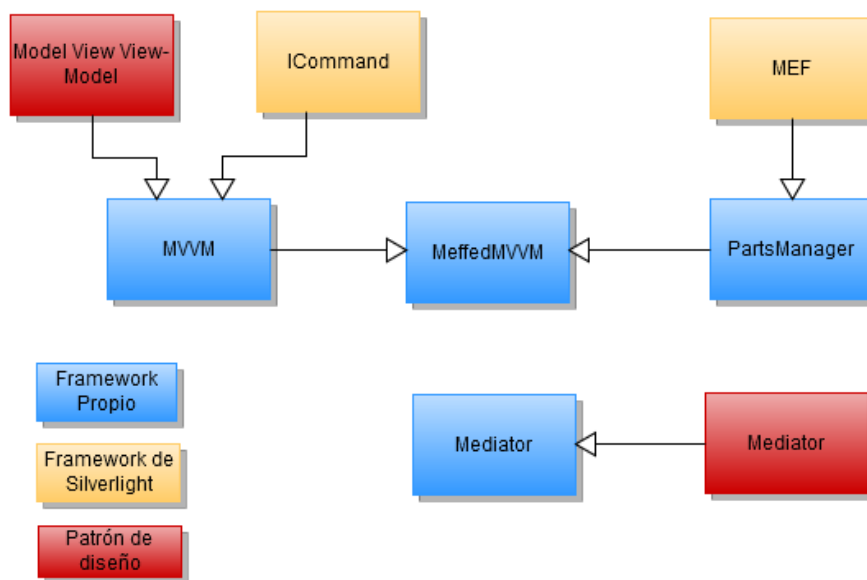 Model View View-
Model
ICommand
MEF
MVVM
MeffedMVVM
PartsManager
Framework
Propio
Mediator
Mediator
Framework de
Silverlight
Patrón de
diseño